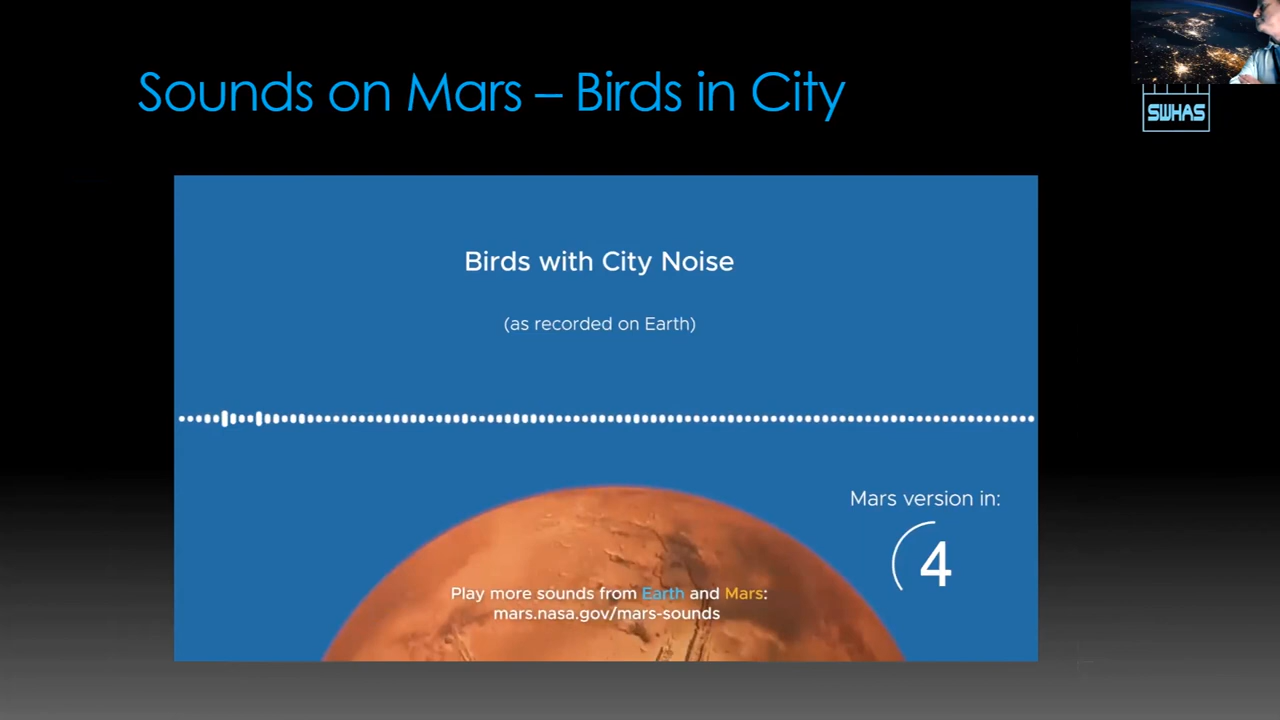 Sounds on Mars – Birds in City
SWHAS
Birds with City Noise
(as recorded on Earth)
Mars version in:
4
Play more sounds from Earth and Mars:
mars.nasa.gov/mars-sounds